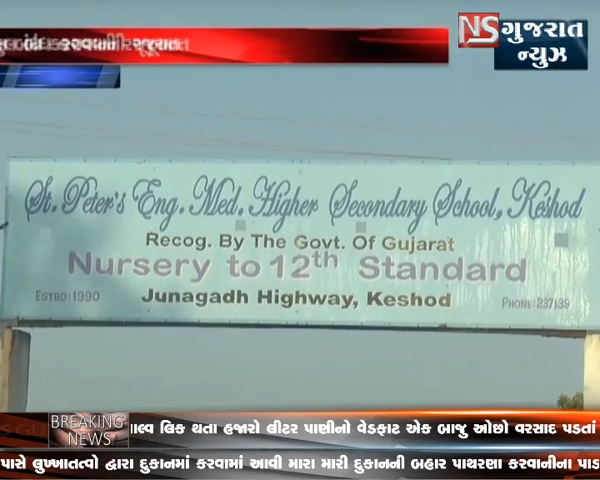 NS ગુજરાત
ન્યુઝ
St. Peter's Eng. Med. Higher Secondary School, Keshod
Recog. By The Govt. Of Gujarat
Nursery to 12th Standard
ESTBD: 1990 Junagadh Highway, Keshod PHONE: 237139
BREAKING
NEWS
વાલ્વ લિક થતા હજારો લીટર પાણીનો વેડફાટ એક બાજુ ઓછો વરસાદ પડતાં
પાસે લુખ્ખાતત્વો દ્વારા દુકાનમાં કરવામાં આવી મારા મારી દુકાનની બહાર પાથરણા કરવાનીના